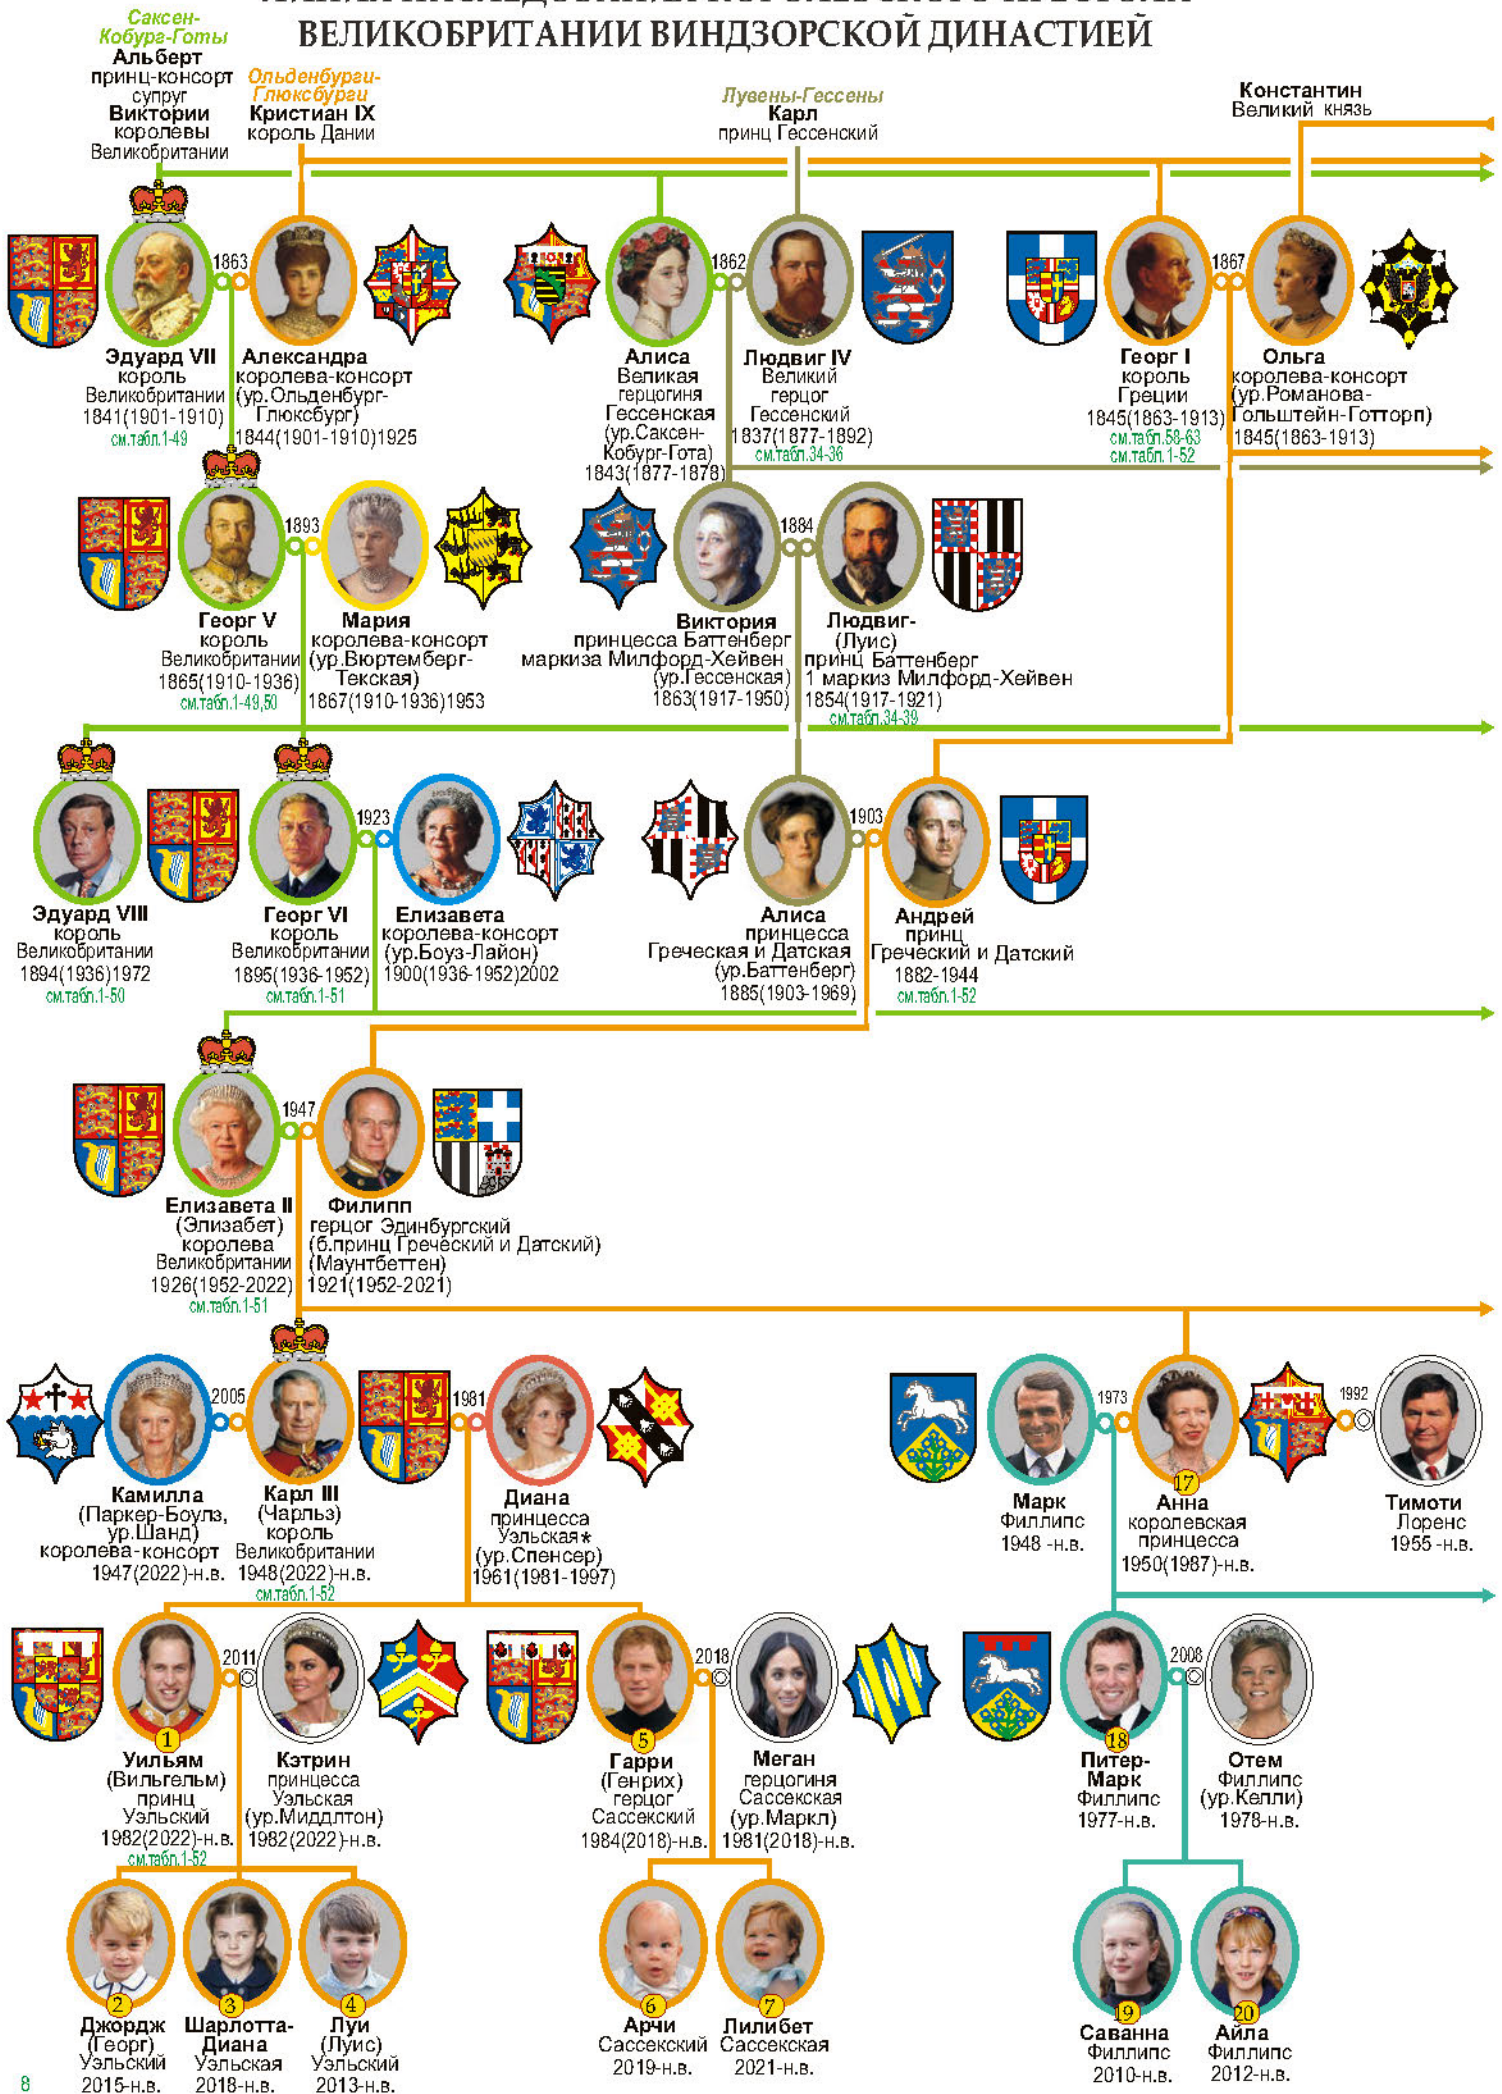 ВЕЛИКОБРИТАНИИ ВИНДЗОРСКОЙ ДИНАСТИЕЙ
Саксен-
Кобург-Готы
Альберт
принц-консорт
супруг
Виктории
королевы
Великобритании
Ольденбурги-
Глюксбурги
Кристиан IX
король Дании
Лувены-Гессены
Карл
принц Гессенский
Константин
Великий князь
1863
1862
1867
Эдуард VII
король
Великобритании
1841(1901-1910)
см.табл.1-49
Александра
королева-консорт
(ур.Ольденбург-
Глюксбург)
1844(1901-1910)1925
Алиса
Великая
герцогиня
Гессенская
(ур.Саксен-
Кобург-Гота)
1843(1877-1878)
Людвиг IV
Великий
герцог
Гессенский
1837(1877-1892)
см.табл.34-36
Георг I
король
Греции
1845(1863-1913)
см.табл.58-63
см.табл.1-52
Ольга
королева-консорт
(ур.Романова-
Гольштейн-Готторп)
1845(1863-1913)
1893
1884
Георг V
король
Великобритании
1865(1910-1936)
см.табл.1-49,50
Мария
королева-консорт
(ур.Вюртемберг-
Текская)
1867(1910-1936)1953
Виктория
принцесса Баттенберг
маркиза Милфорд-Хейвен
(ур.Гессенская)
1863(1917-1950)
Людвиг-
(Луис)
принц Баттенберг
1 маркиз Милфорд-Хейвен
1854(1917-1921)
см.табл.34-39
1923
1903
Эдуард VIII
король
Великобритании
1894(1936)1972
см.табл.1-50
Георг VI
король
Великобритании
1895(1936-1952)
см.табл.1-51
Елизавета
королева-консорт
(ур.Боуз-Лайон)
1900(1936-1952)2002
Алиса
принцесса
Греческая и Датская
(ур.Баттенберг)
1885(1903-1969)
Андрей
принц
Греческий и Датский
1882-1944
см.табл.1-52
1947
Елизавета II
(Элизабет)
королева
Великобритании
1926(1952-2022)
см.табл.1-51
Филипп
герцог Эдинбургский
(б.принц Греческий и Датский)
(Маунтбеттен)
1921(1952-2021)
2005
1981
1973
1992
17
Камилла
(Паркер-Боулз,
ур.Шанд)
королева-консорт
1947(2022)-н.в.
Карл III
(Чарльз)
король
Великобритании
1948(2022)-н.в.
см.табл.1-52
Диана
принцесса
Уэльская*
(ур.Спенсер)
1961(1981-1997)
Марк
Филлипс
1948 -н.в.
Анна
королевская
принцесса
1950(1987)-н.в.
Тимоти
Лоренс
1955 -н.в.
2011
2018
2008
1
5
18
Уильям
(Вильгельм)
принц
Уэльский
1982(2022)-н.в.
см.табл.1-52
Кэтрин
принцесса
Уэльская
(ур.Миддлтон)
1982(2022)-н.в.
Гарри
(Генрих)
герцог
Сассекский
1984(2018)-н.в.
Меган
герцогиня
Сассекская
(ур.Маркл)
1981(2018)-н.в.
Питер-
Марк
Филлипс
1977-н.в.
Отем
Филлипс
(ур.Келли)
1978-н.в.
2
3
4
6
7
19
20
Джордж
(Георг)
Уэльский
2015-н.в.
Шарлотта-
Диана
Уэльская
2018-н.в.
Луи
(Луис)
Уэльский
2013-н.в.
Арчи
Сассекский
2019-н.в.
Лилибет
Сассекская
2021-н.в.
Саванна
Филлипс
2010-н.в.
Айла
Филлипс
2012-н.в.
8